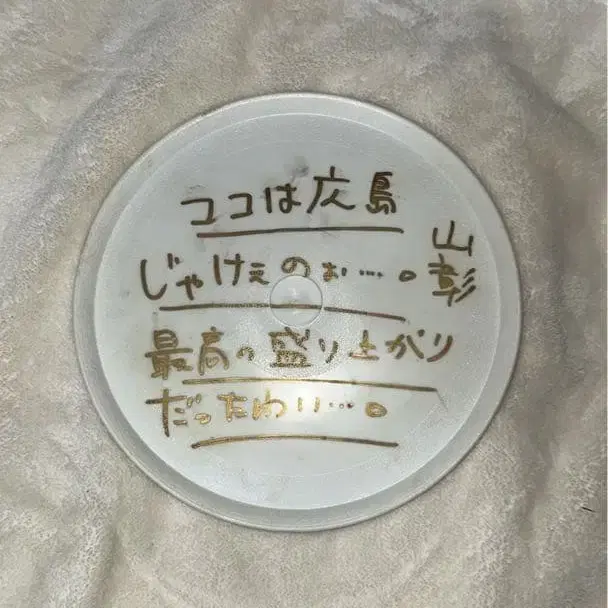 ココは広島
じゃけぇのぉ…。
最高の盛り上がり
だったわい…。
山彰